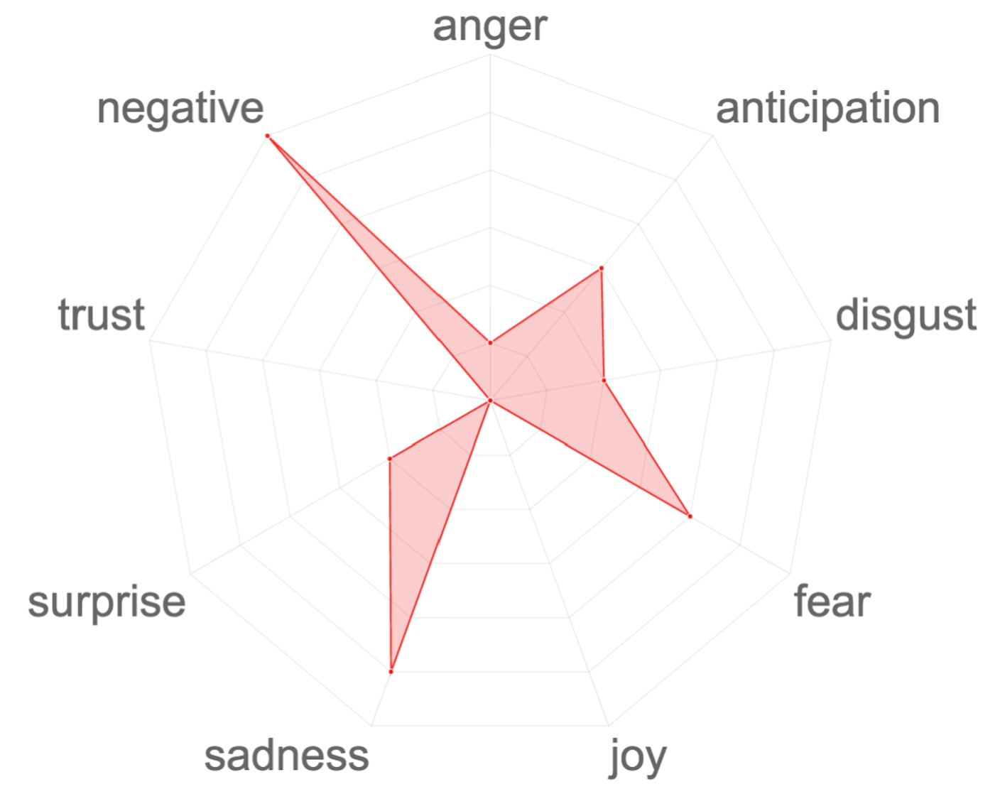 anger
negative
anticipation
trust
disgust
surprise
fear
sadness
joy